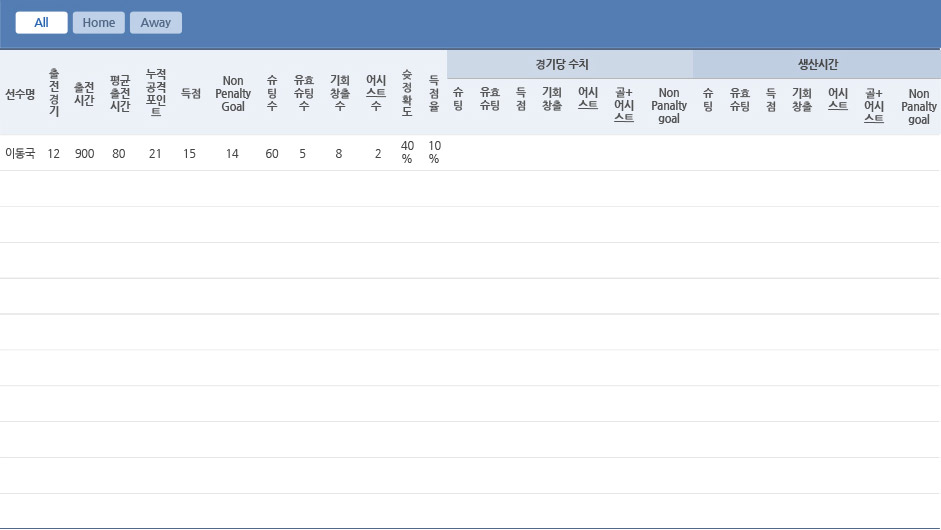 All Home Away
경기당 수치 생산시간
선수명 출전경기 출전시간 평균출전시간 누적공격포인트 득점 Non Penalty Goal 슈팅수 유효슈팅수 기회창출수 어시스트수 슛정확도 득점율 슈팅 유효슈팅 득점 기회창출 어시스트 골+어시스트 Non Panalty goal 슈팅 유효슈팅 득점 기회창출 어시스트 골+어시스트 Non Panalty goal
이동국 12 900 80 21 15 14 60 5 8 2 40% 10%